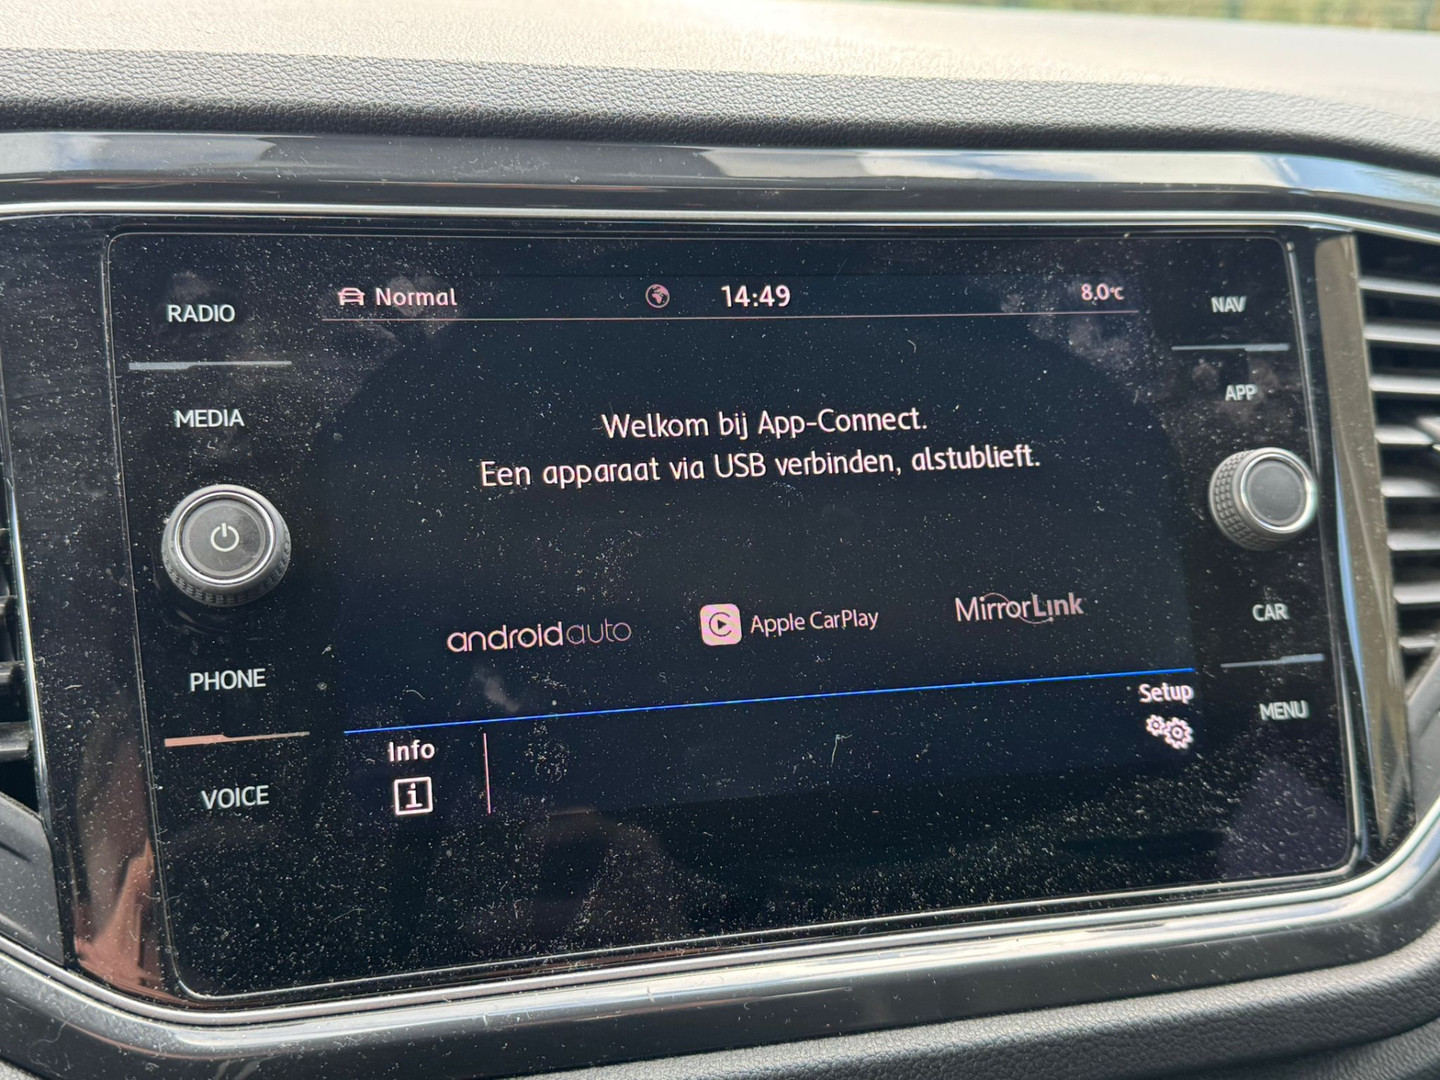 RADIO
MEDIA
PHONE
VOICE
Normal
14:49
8.0°C
Welkom bij App-Connect.
Een apparaat via USB verbinden, alstublieft.
androidauto
Apple CarPlay
MirrorLink
Info
i
Setup
NAV
APP
CAR
MENU